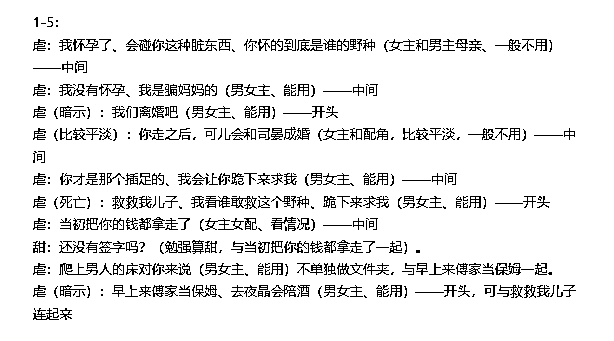 1-5：
虐：我怀孕了、会碰你这种脏东西、你怀的到底是谁的野种（女主和男主母亲、一般不用）
——中间
虐：我没有怀孕、我是骗妈妈的（男女主、能用）——中间
虐（暗示）：我们离婚吧（男女主、能用）——开头
虐（比较平淡）：你走之后，可儿会和司晏成婚（女主和配角，比较平淡，一般不用）——中
间
虐：你才是那个插足的、我会让你跪下来求我（男女主、能用）——中间
虐（死亡）：救救我儿子、我看谁敢救这个野种、跪下来求我（男女主、能用）——开头
虐：当初把你的钱都拿走了（女主女配、看情况）——中间
甜：还没有签字吗？（勉强算甜，与当初把你的钱都拿走了一起）。
虐：爬上男人的床对你来说（男女主、能用）不单独做文件夹，与早上来傅家当保姆一起。
虐（暗示）：早上来傅家当保姆、去夜晶会陪酒（男女主、能用）——开头，可与救救我儿子
连起来